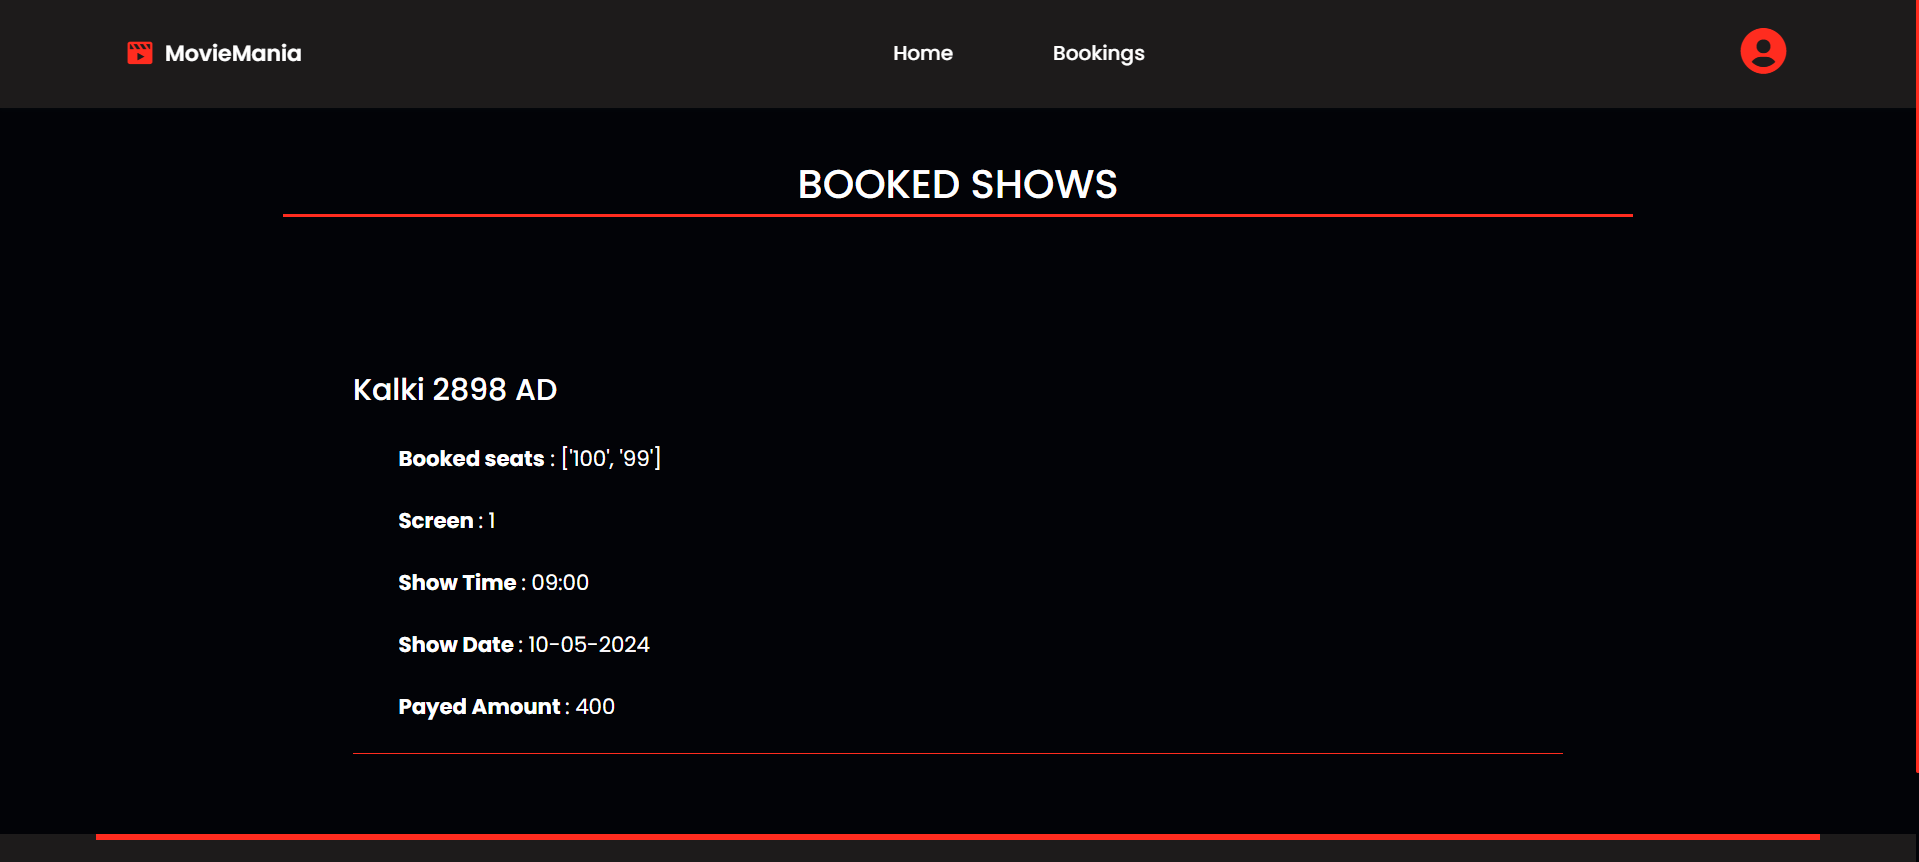 MovieMania
Home
Bookings
BOOKED SHOWS
Kalki 2898 AD
Booked seats : ['100', '99']
Screen : 1
Show Time : 09:00
Show Date : 10-05-2024
Payed Amount : 400